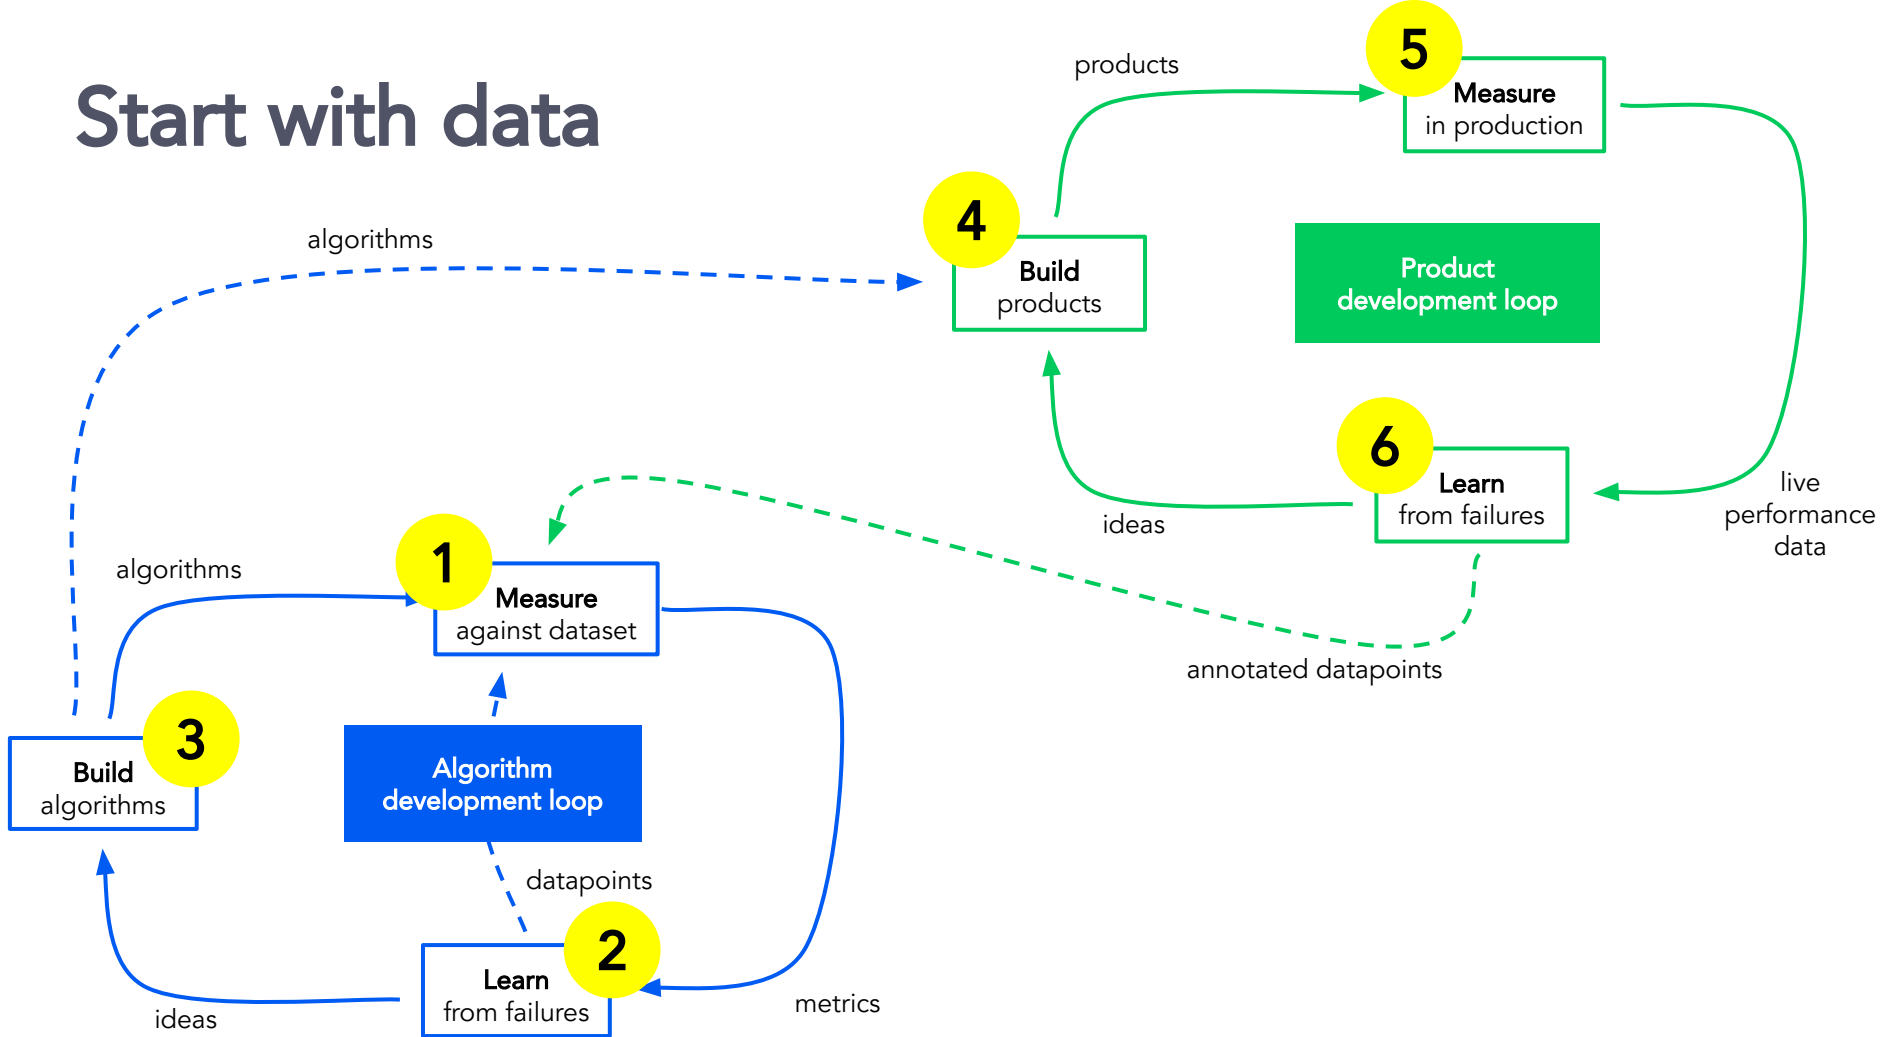 Start with data
products
5
Measure
in production
4
Build
products
algorithms
Product
development loop
6
Learn
from failures
live
performance
data
ideas
annotated datapoints
algorithms
1
Measure
against dataset
3
Build
algorithms
Algorithm
development loop
datapoints
2
Learn
from failures
metrics
ideas